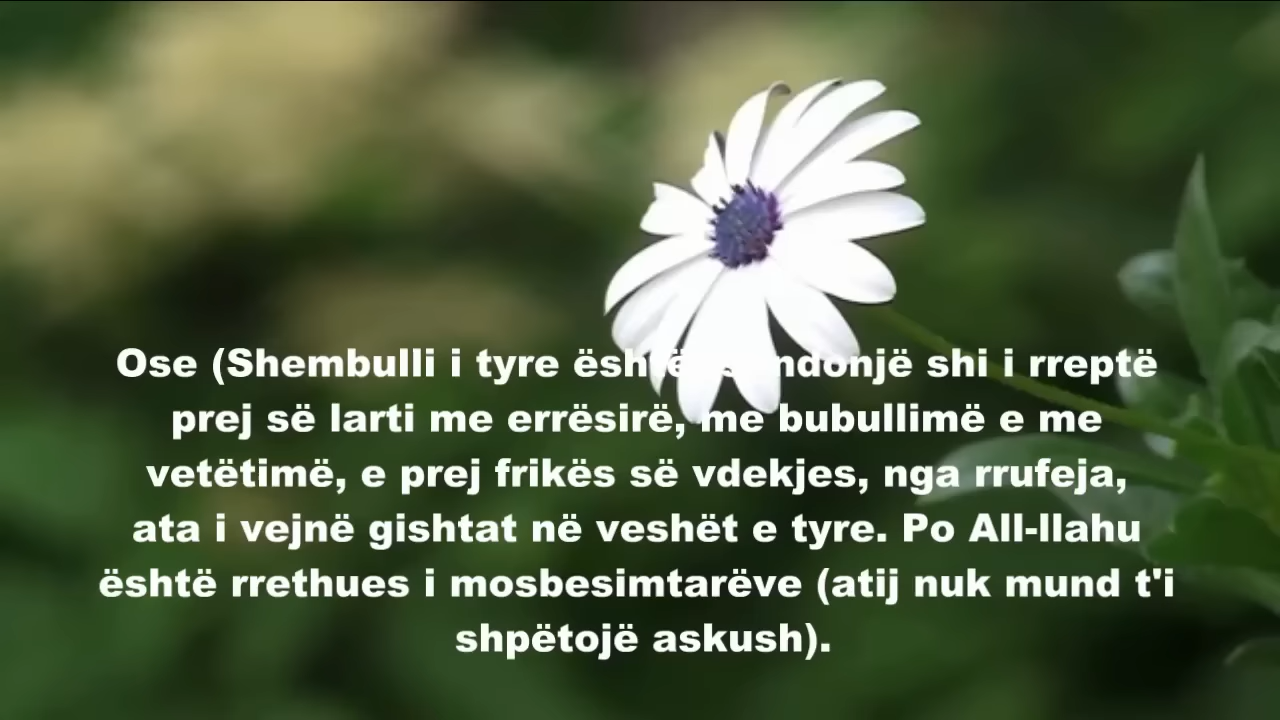 Ose (Shembulli i tyre është si ndonjë shi i rreptë
prej së larti me errësirë, me bubullimë e me
vetëtimë, e prej frikës së vdekjes, nga rrufeja,
ata i vejnë gishtat në veshët e tyre. Po All-llahu
është rrethues i mosbesimtarëve (atij nuk mund t'i
shpëtojë askush).